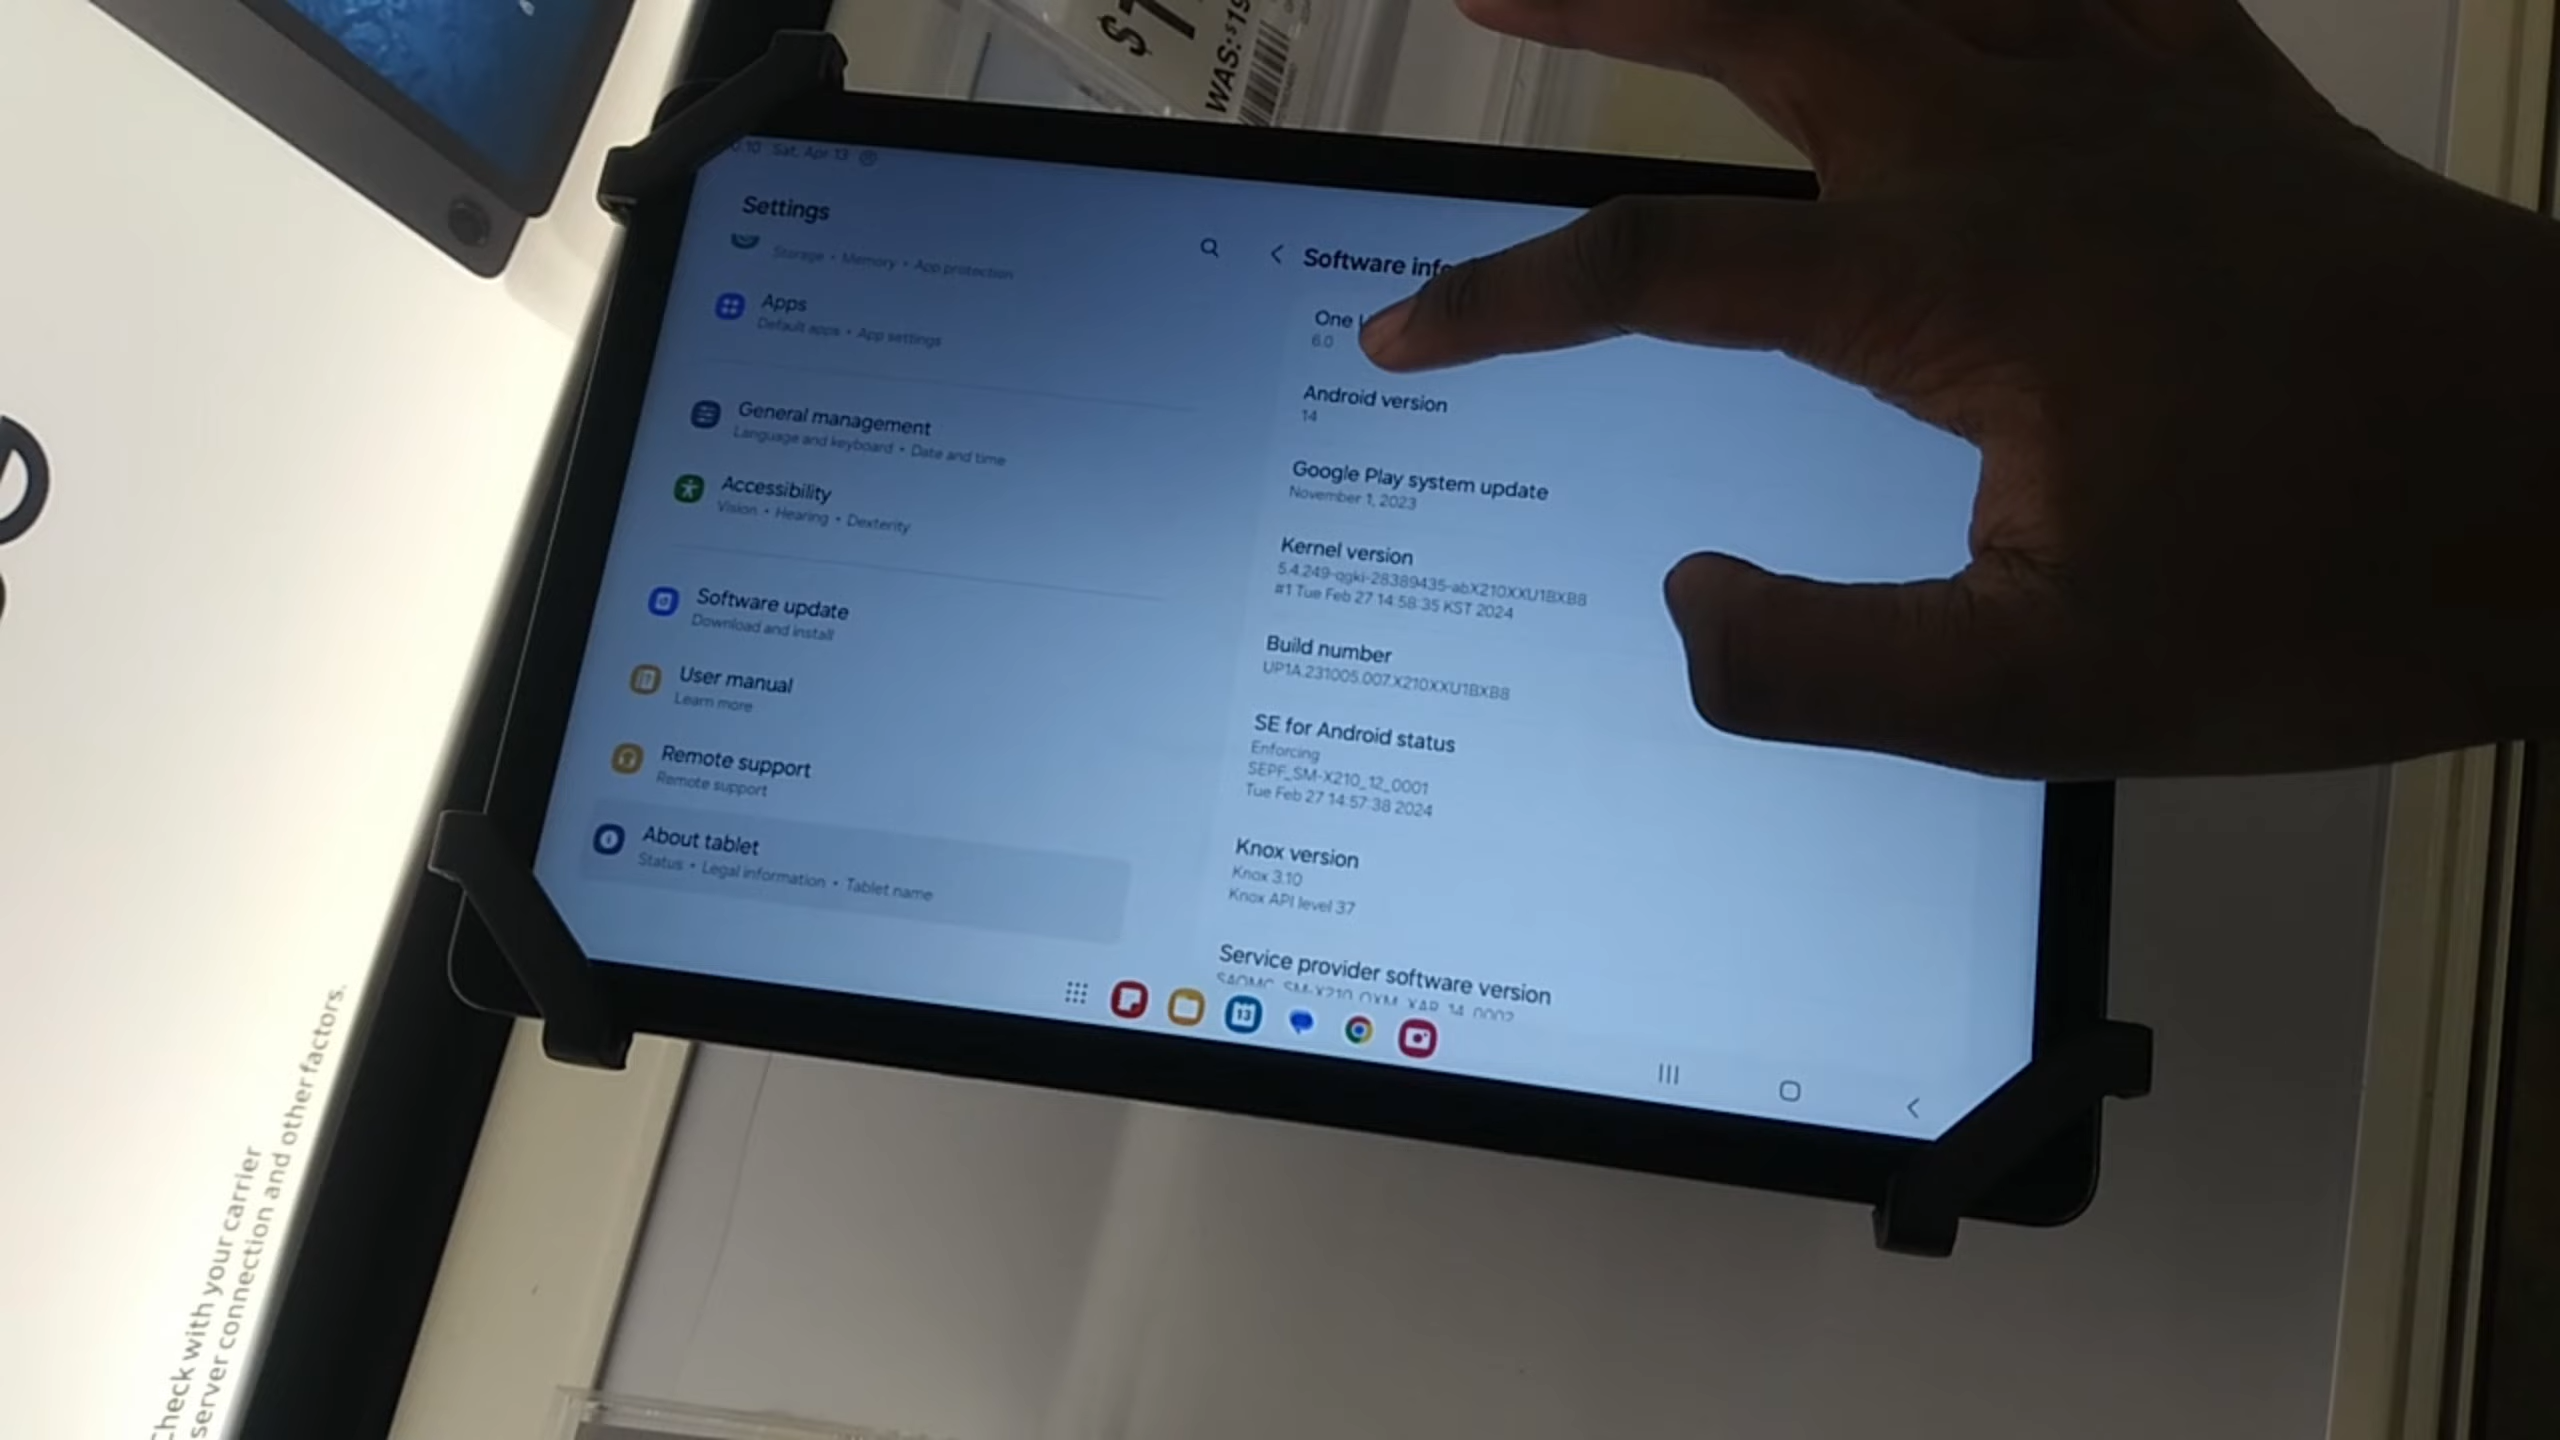 WAS: $19
Sat, Apr 13
Settings
Storage • Memory • App protection
Apps
Default apps • App settings
General management
Language and keyboard • Date and time
Accessibility
Vision • Hearing • Dexterity
Software update
Download and install
User manual
Learn more
Remote support
Remote support
About tablet
Status • Legal information • Tablet name
Software
One
6.0
Android version
14
Google Play system update
November 1, 2023
Kernel version
5.4.249-qgki-28389435-abX210XXU1BXB8
#1 Tue Feb 27 14:58:35 KST 2024
Build number
UP1A.231005.007.X210XXU1BXB8
SE for Android status
Enforcing
SEPF_SM-X210_12_0001
Tue Feb 27 14:57:38 2024
Knox version
Knox 3.10
Knox API level 37
Service provider software version
13
Check with your carrier
server connection and other factors.